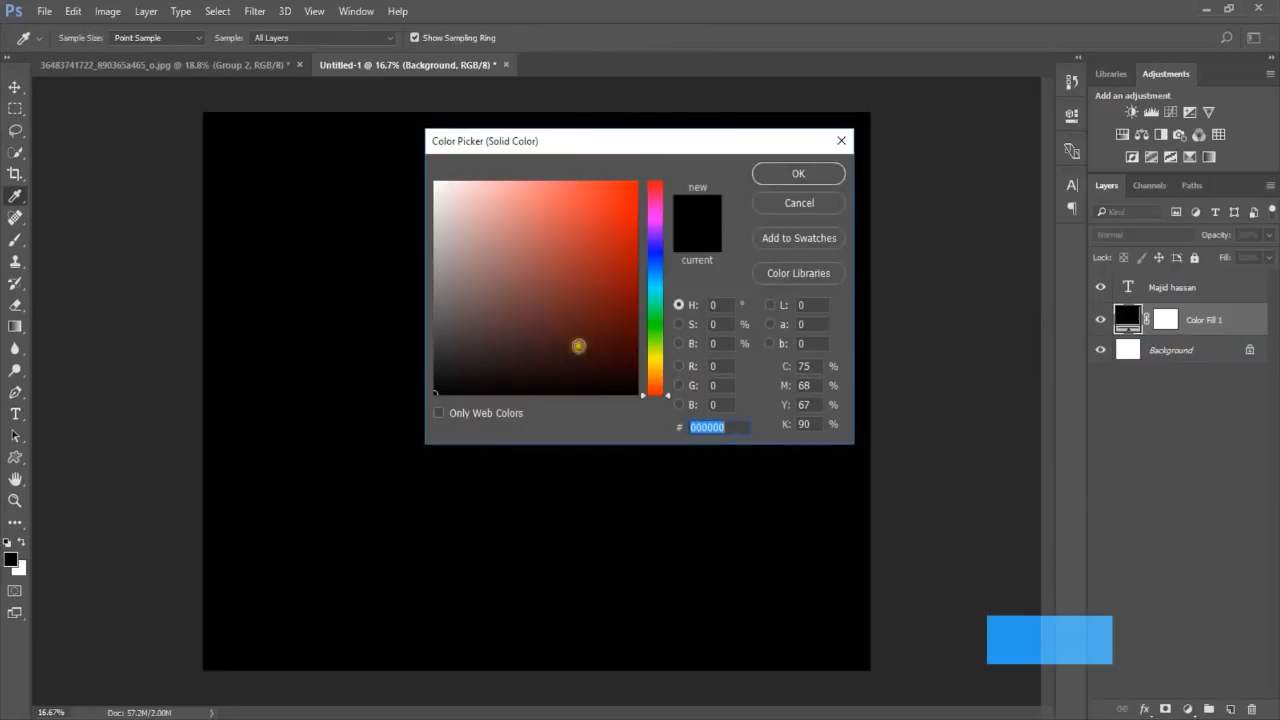 Ps File Edit Image Layer Type Select Filter 3D View Window Help
Sample Size: Point Sample Sample: All Layers Show Sampling Ring
36483741722_890365a465_o.jpg @ 18.8% (Group 2, RGB/8) * × Untitled-1 @ 16.7% (Background, RGB/8) * ×
Libraries Adjustments
Add an adjustment
Color Picker (Solid Color)
new
current
OK
Cancel
Add to Swatches
Color Libraries
H: 0 ° L: 0
S: 0 % a: 0
B: 0 % b: 0
R: 0 C: 75 %
G: 0 M: 68 %
B: 0 Y: 67 %
# 000000 K: 90 %
Only Web Colors
Layers Channels Paths
Kind
Normal Opacity: 100%
Lock: Fill: 100%
T Majid hassan
Color Fill 1
Background
16.67% Doc: 57.2M/2.00M